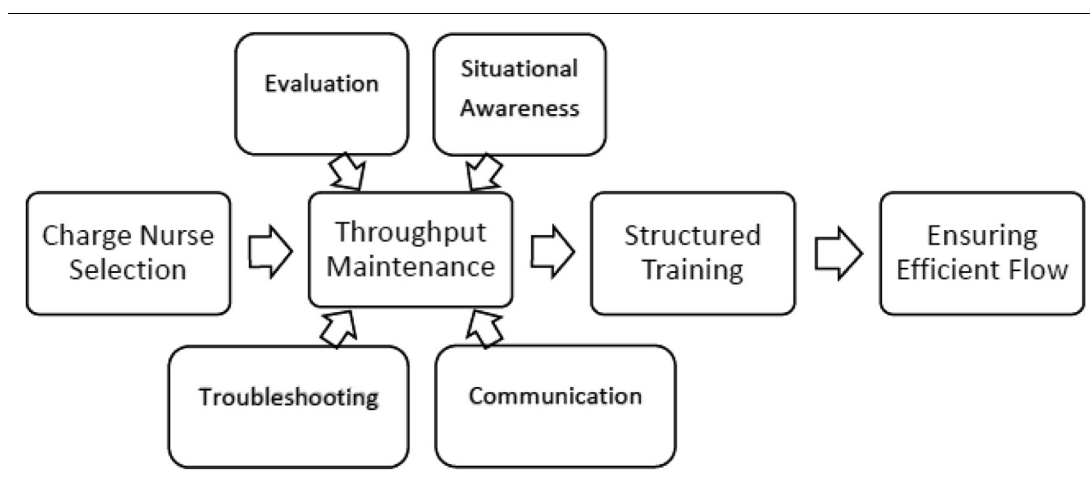 Evaluation
Situational
Awareness
Charge Nurse
Selection
Throughput
Maintenance
Structured
Training
Ensuring
Efficient Flow
Troubleshooting
Communication